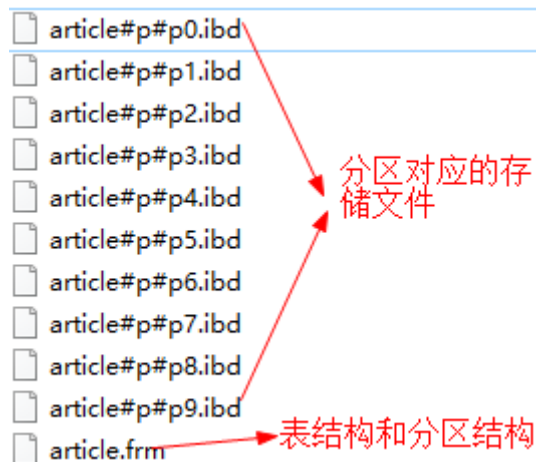 article#p#p0.ibd
article#p#p1.ibd
article#p#p2.ibd
article#p#p3.ibd
article#p#p4.ibd
article#p#p5.ibd
article#p#p6.ibd
article#p#p7.ibd
article#p#p8.ibd
article#p#p9.ibd
article.frm
分区对应的存
储文件
表结构和分区结构